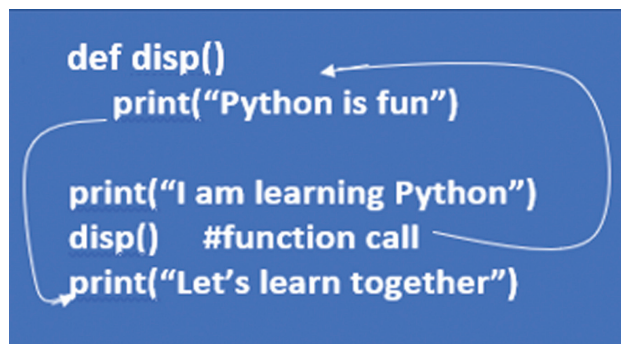 def disp()
print(“Python is fun”)
print(“I am learning Python”)
disp() #function call
print(“Let’s learn together”)